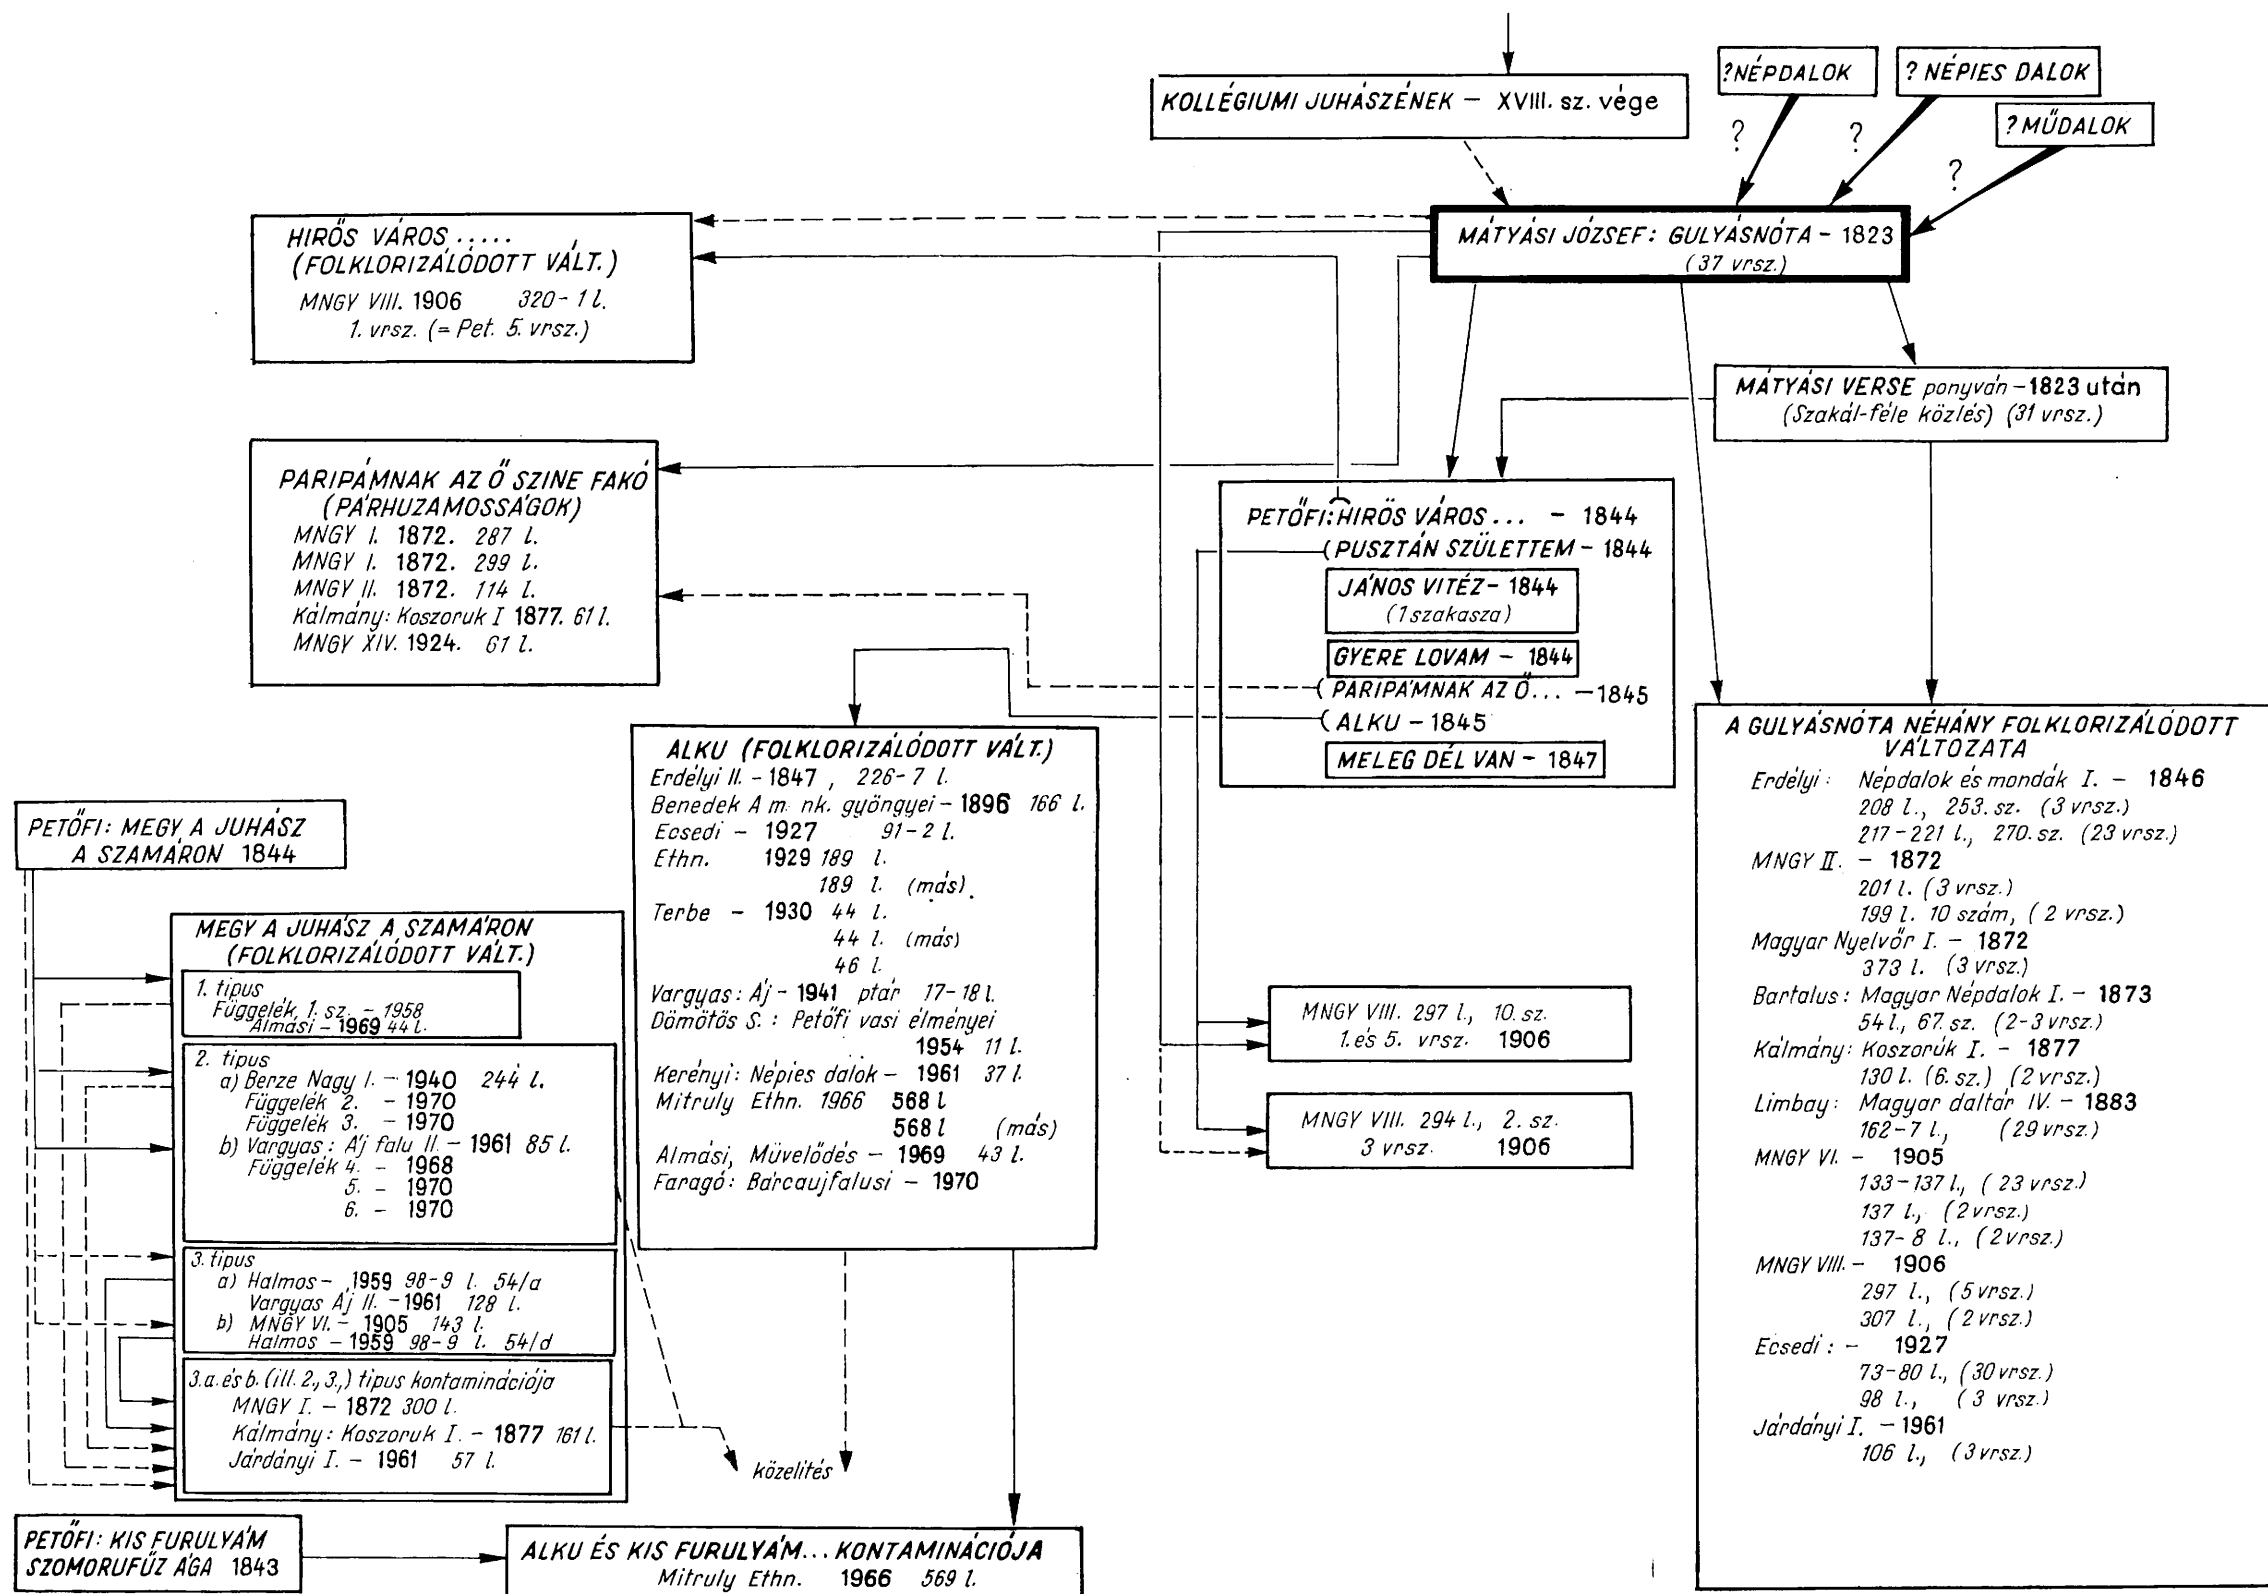 KOLLÉGIUMI JUHÁSZÉNEK – XVIII. sz. vége
? NÉPDALOK
? NÉPIES DALOK
? MŰDALOK
?
?
?
MÁTYÁSI JÓZSEF: GULYÁSNÓTA – 1823
(37 vrsz.)
HIRŐS VÁROS .....
(FOLKLORIZÁLÓDOTT VÁLT.)
MNGY VIII. 1906 320-1 l.
1. vrsz. (= Pet. 5. vrsz.)
MÁTYÁSI VERSE ponyván – 1823 után
(Szakál-féle közlés) (31 vrsz.)
PARIPÁMNAK AZ Ő SZINE FAKÓ
(PÁRHUZAMOSSÁGOK)
MNGY I. 1872. 287 l.
MNGY I. 1872. 299 l.
MNGY II. 1872. 114 l.
Kálmány: Koszoruk I 1877. 61 l.
MNGY XIV. 1924. 61 l.
PETŐFI: HIRÖS VÁROS ... – 1844
PUSZTÁN SZÜLETTEM – 1844
JÁNOS VITÉZ – 1844
(1 szakasza)
GYERE LOVAM – 1844
PARIPÁMNAK AZ Ő... – 1845
ALKU – 1845
MELEG DÉL VAN – 1847
ALKU (FOLKLORIZÁLÓDOTT VÁLT.)
Erdélyi II. – 1847, 226-7 l.
Benedek A m. nk. gyöngyei – 1896 166 l.
Ecsedi – 1927 91-2 l.
Ethn. 1929 189 l.
189 l. (más).
Terbe – 1930 44 l.
44 l. (más)
46 l.
Vargyas: Áj – 1941 ptár 17-18 l.
Dömötös S.: Petőfi vasi élményei
1954 11 l.
Kerényi: Népies dalok – 1961 37 l.
Mitruly Ethn. 1966 568 l
568 l (más)
Almási, Művelődés – 1969 43 l.
Faragó: Bárcaujfalusi – 1970
A GULYÁSNÓTA NÉHÁNY FOLKLORIZÁLÓDOTT
VÁLTOZATA
Erdélyi: Népdalok és mondák I. – 1846
208 l., 253. sz. (3 vrsz.)
217-221 l., 270. sz. (23 vrsz.)
MNGY II. – 1872
201 l. (3 vrsz.)
199 l. 10 szám, (2 vrsz.)
Magyar Nyelvőr I. – 1872
373 l. (3 vrsz.)
Bartalus: Magyar Népdalok I. – 1873
54 l., 67. sz. (2-3 vrsz.)
Kálmány: Koszorúk I. – 1877
130 l. (6. sz.) (2 vrsz.)
Limbay: Magyar daltár IV. – 1883
162-7 l., (29 vrsz.)
MNGY VI. – 1905
133-137 l., (23 vrsz.)
137 l., (2 vrsz.)
137-8 l., (2 vrsz.)
MNGY VIII. – 1906
297 l., (5 vrsz.)
307 l., (2 vrsz.)
Ecsedi: – 1927
73-80 l., (30 vrsz.)
98 l., (3 vrsz.)
Járdányi I. – 1961
106 l., (3 vrsz.)
PETŐFI: MEGY A JUHÁSZ
A SZAMÁRON 1844
MEGY A JUHÁSZ A SZAMÁRON
(FOLKLORIZÁLÓDOTT VÁLT.)
1. tipus
Függelék, 1. sz. – 1958
Almási – 1969 44 l.
2. tipus
a) Berze Nagy I. – 1940 244 l.
Függelék 2. – 1970
Függelék 3. – 1970
b) Vargyas: Áj falu II. – 1961 85 l.
Függelék 4. – 1968
5. – 1970
6. – 1970
3. tipus
a) Halmos – 1959 98-9 l. 54/a
Vargyas Áj II. – 1961 128 l.
b) MNGY VI. – 1905 143 l.
Halmos – 1959 98-9 l. 54/d
3.a. és b. (ill. 2., 3.,) tipus kontaminációja
MNGY I. – 1872 300 l.
Kálmány: Koszoruk I. – 1877 161 l.
Járdányi I. – 1961 57 l.
MNGY VIII. 297 l., 10. sz.
1. és 5. vrsz. 1906
MNGY VIII. 294 l., 2. sz.
3 vrsz. 1906
közelítés
PETŐFI: KIS FURULYÁM
SZOMORUFŰZ ÁGA 1843
ALKU ÉS KIS FURULYÁM... KONTAMINÁCIÓJA
Mitruly Ethn. 1966 569 l.